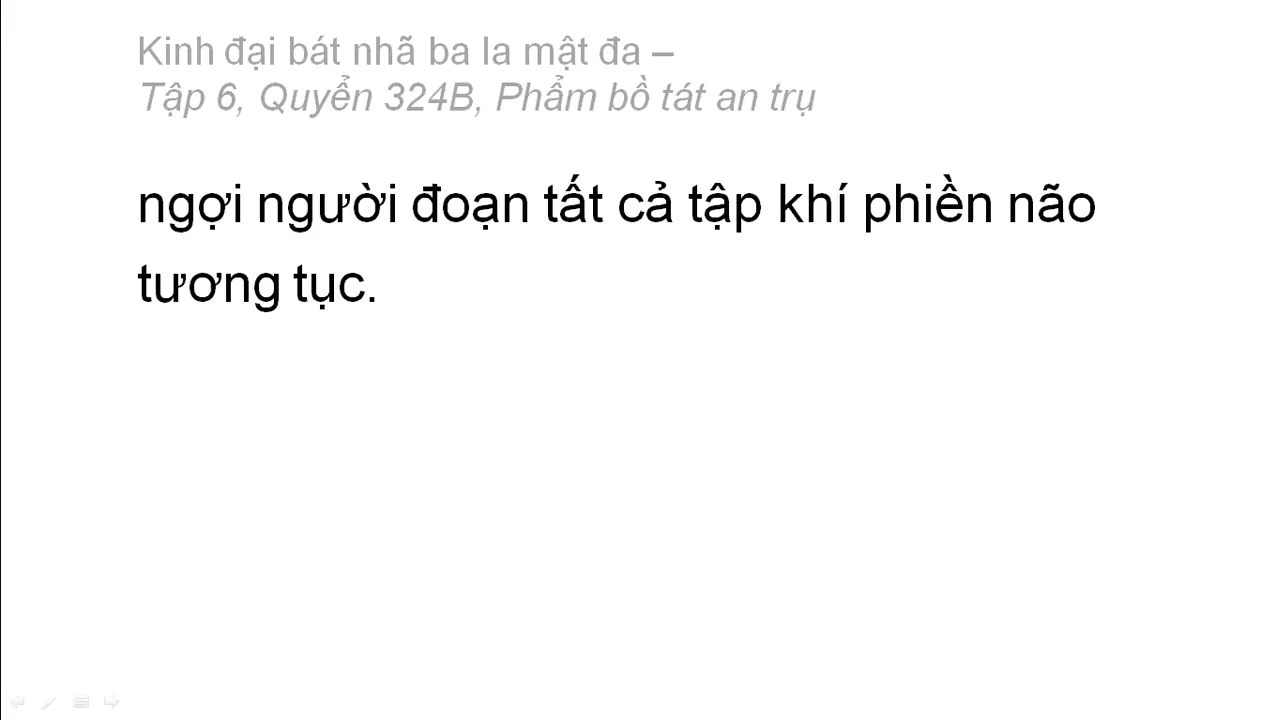 Kinh đại bát nhã ba la mật đa –
Tập 6, Quyển 324B, Phẩm bồ tát an trụ
ngợi người đoạn tất cả tập khí phiền não
tương tục.